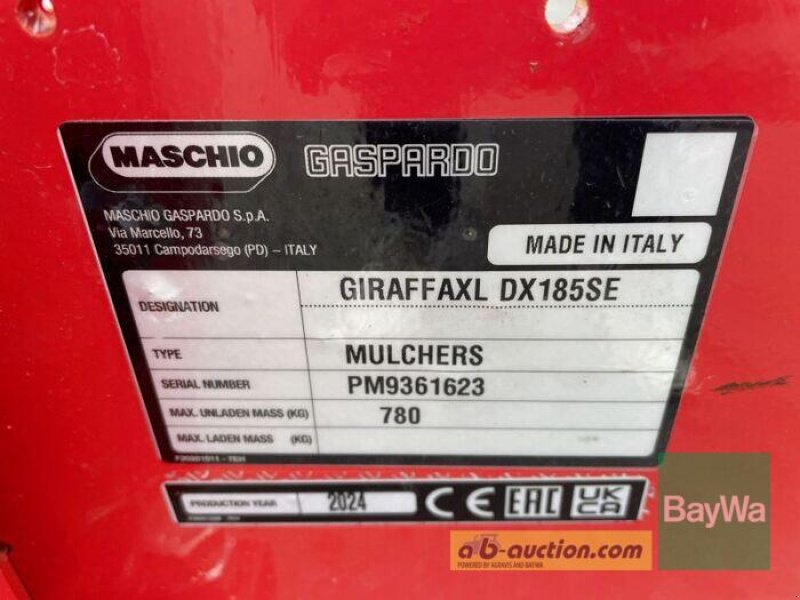 MASCHIO GASPARDO
MASCHIO GASPARDO S.p.A.
Via Marcello, 73
35011 Campodarsego (PD) – ITALY
MADE IN ITALY
DESIGNATION GIRAFFAXL DX185SE
TYPE MULCHERS
SERIAL NUMBER PM9361623
MAX. UNLADEN MASS (KG) 780
MAX. LADEN MASS (KG)
PRODUCTION YEAR 2024 CE EAC UK CA
BayWa
ab-auction.com
POWERED BY AGRAVIS AND BAYWA